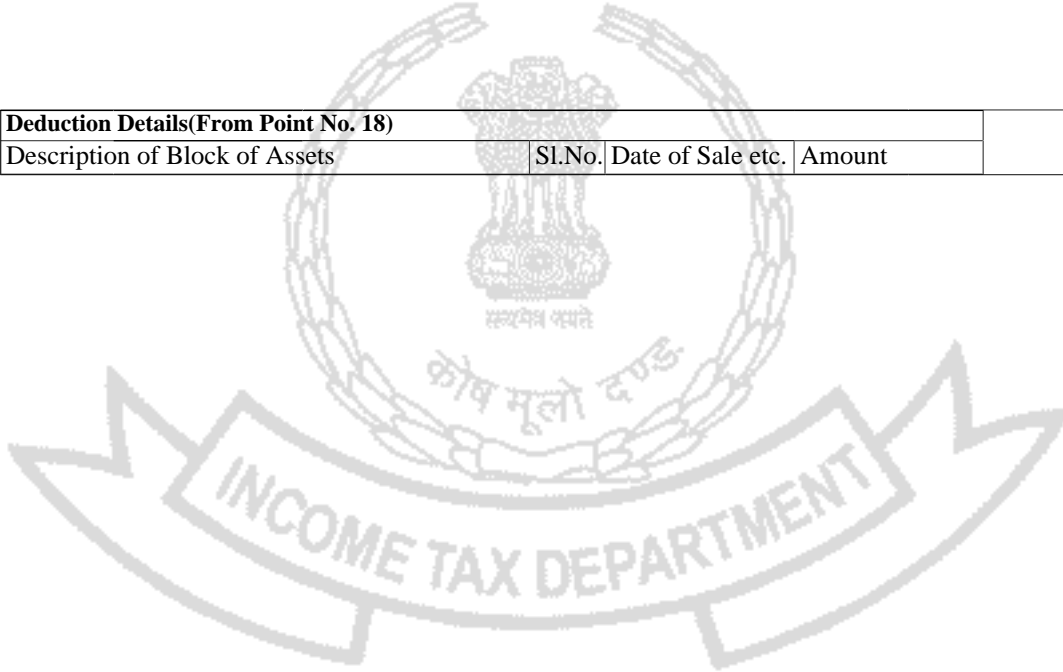 Deduction Details(From Point No. 18)
Description of Block of Assets Sl.No. Date of Sale etc. Amount
सत्यमेव जयते
कोष मूलो दण्ड:
INCOME TAX DEPARTMENT